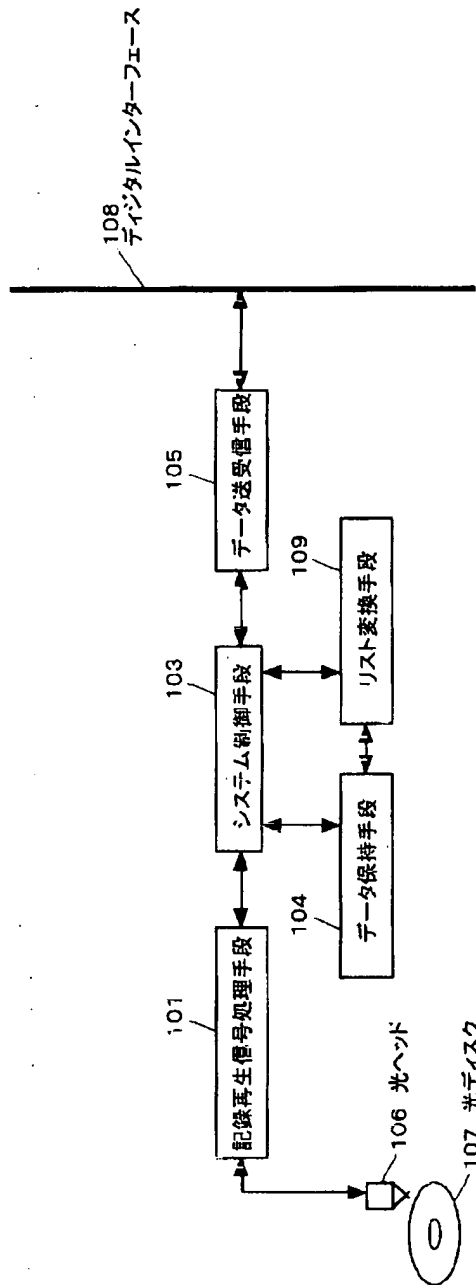 108
ディジタルインターフェース
105
データ送受信手段
103
システム制御手段
109
リスト変換手段
104
データ保持手段
101
記録再生信号処理手段
106 光ヘッド
107 光ディスク